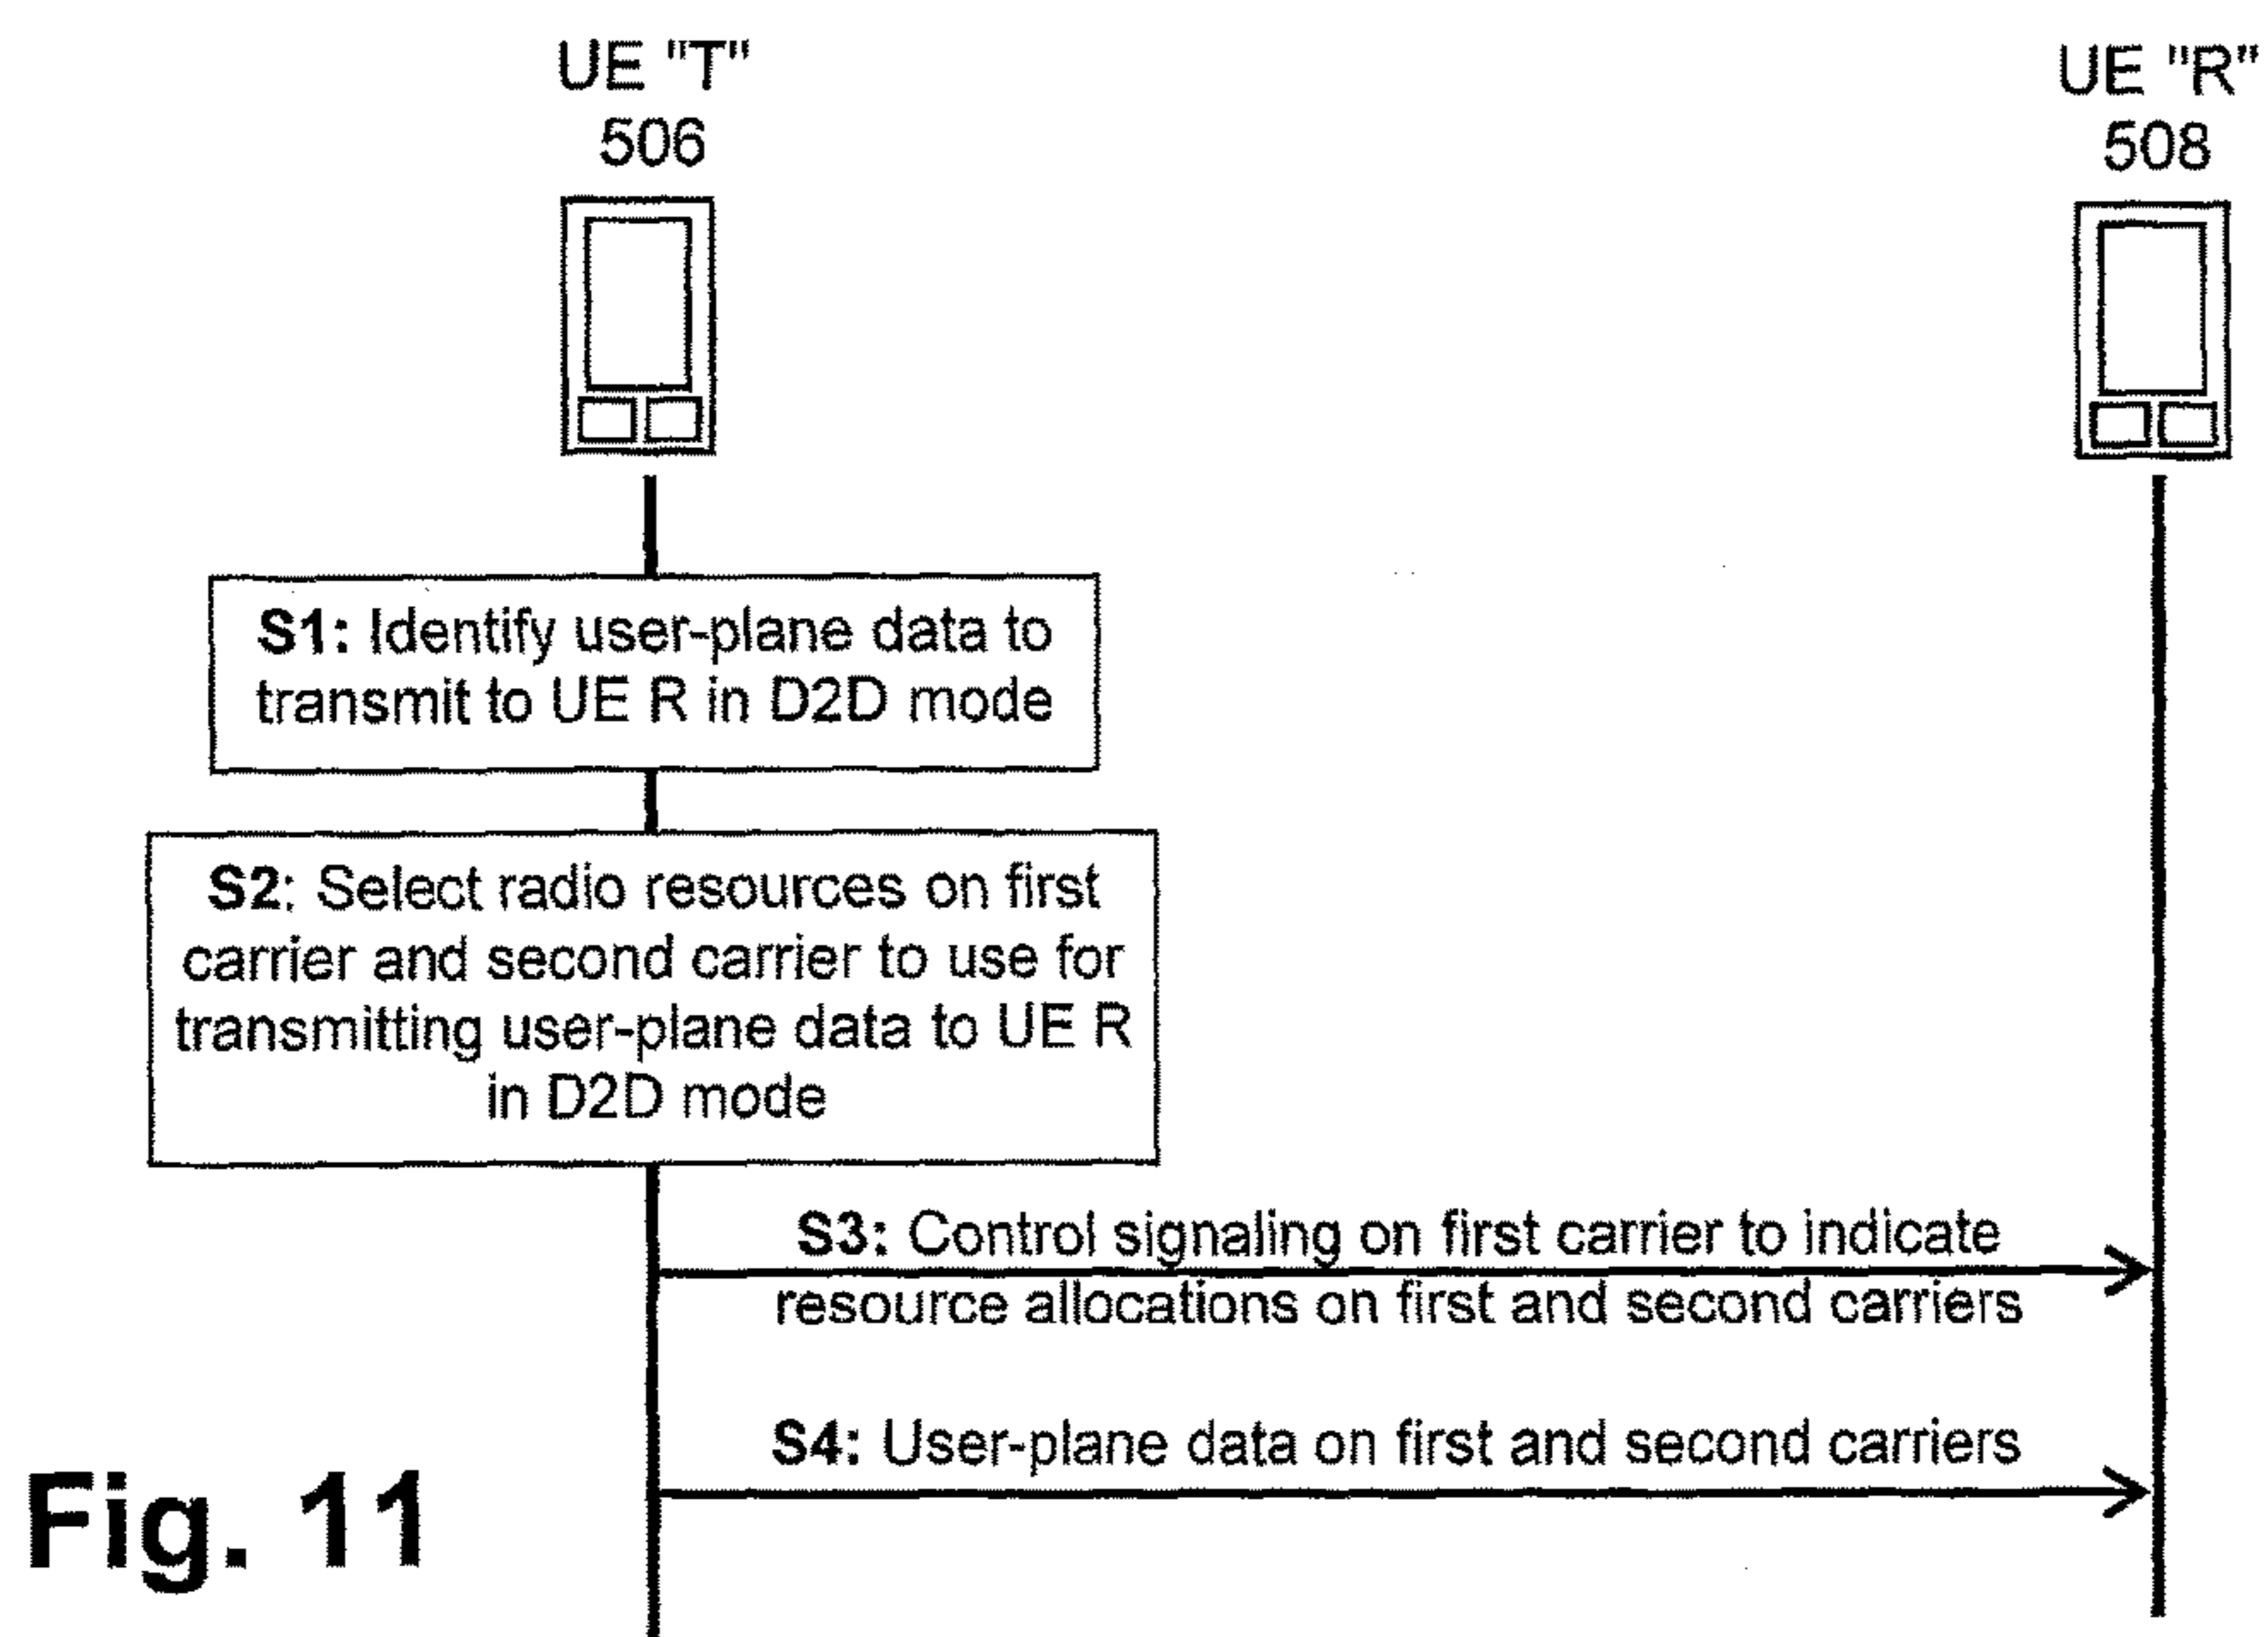 UE "T"
506
UE "R"
508
S1: Identify user-plane data to
transmit to UE R in D2D mode
S2: Select radio resources on first
carrier and second carrier to use for
transmitting user-plane data to UE R
in D2D mode
S3: Control signaling on first carrier to indicate
resource allocations on first and second carriers
S4: User-plane data on first and second carriers
Fig. 11